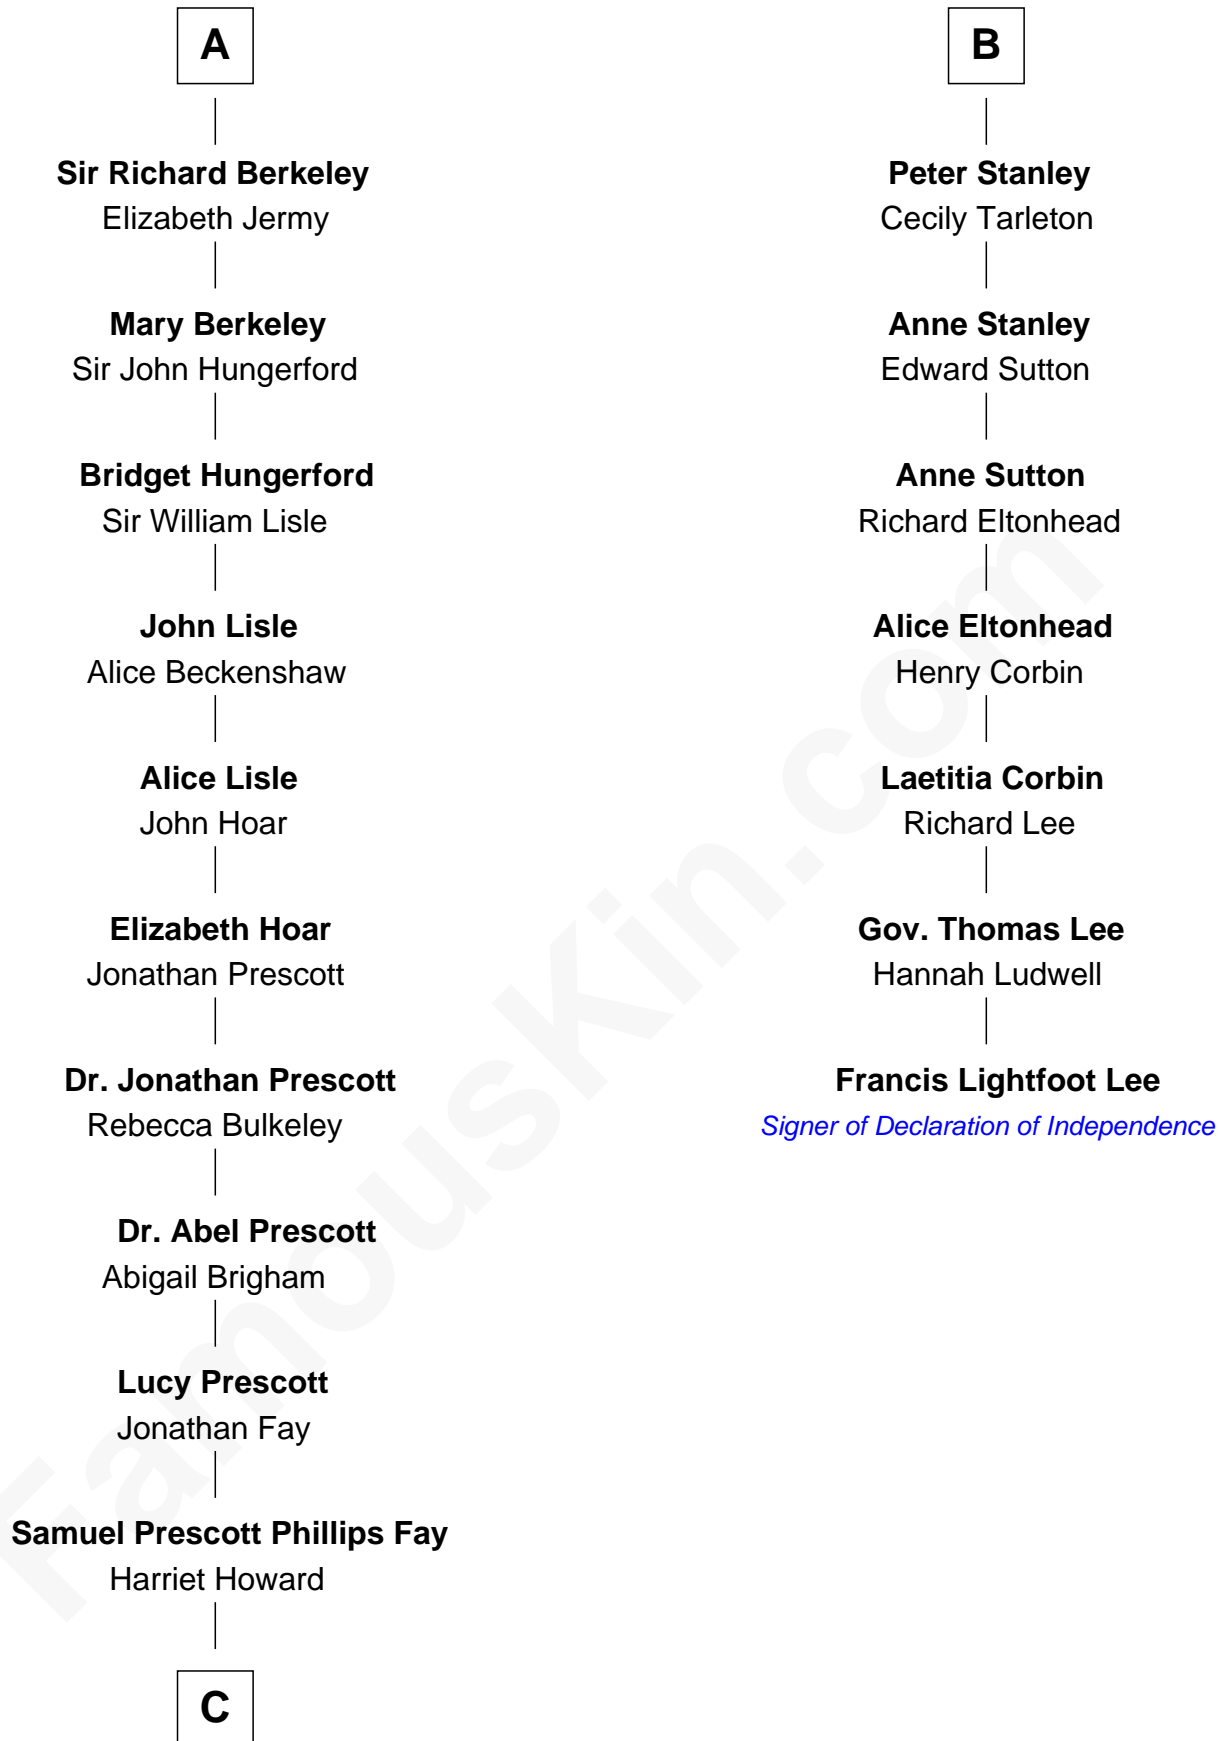 A
Sir Richard Berkeley
Elizabeth Jermy
Mary Berkeley
Sir John Hungerford
Bridget Hungerford
Sir William Lisle
John Lisle
Alice Beckenshaw
Alice Lisle
John Hoar
Elizabeth Hoar
Jonathan Prescott
Dr. Jonathan Prescott
Rebecca Bulkeley
Dr. Abel Prescott
Abigail Brigham
Lucy Prescott
Jonathan Fay
Samuel Prescott Phillips Fay
Harriet Howard
C
B
Peter Stanley
Cecily Tarleton
Anne Stanley
Edward Sutton
Anne Sutton
Richard Eltonhead
Alice Eltonhead
Henry Corbin
Laetitia Corbin
Richard Lee
Gov. Thomas Lee
Hannah Ludwell
Francis Lightfoot Lee
Signer of Declaration of Independence
FamousKin.com